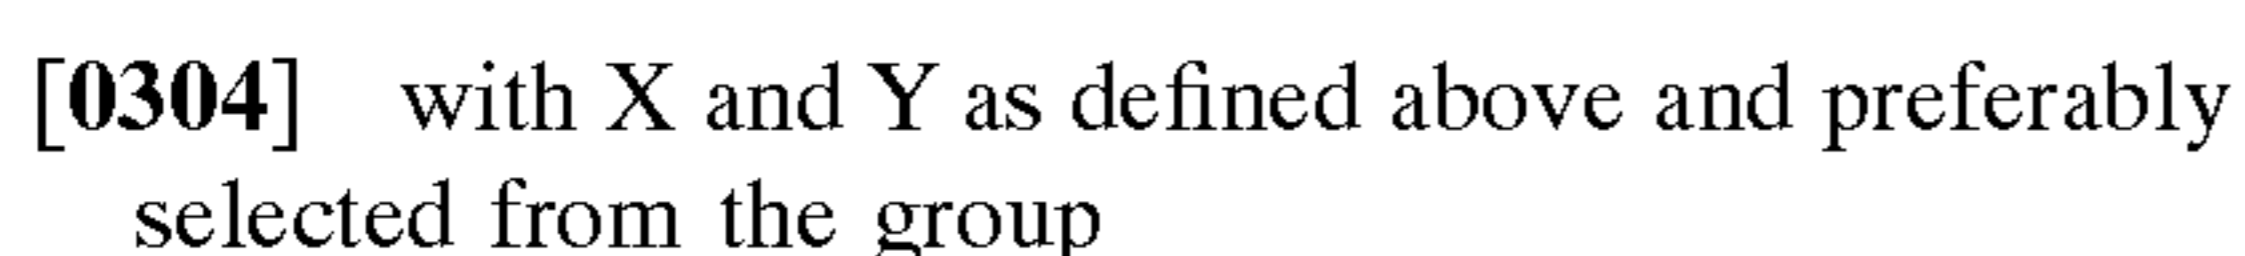 [0304] with X and Y as defined above and preferably
selected from the group